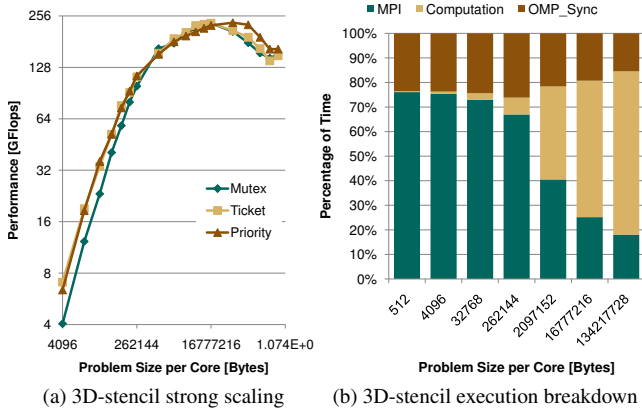 256
128
64
32
16
8
4
Performance [GFlops]
Mutex
Ticket
Priority
4096 262144 16777216 1.074E+0
Problem Size per Core [Bytes]
(a) 3D-stencil strong scaling
MPI Computation OMP_Sync
100%
90%
80%
70%
60%
50%
40%
30%
20%
10%
0%
Percentage of Time
512 4096 32768 262144 2097152 16777216 134217728
Problem Size per Core [Bytes]
(b) 3D-stencil execution breakdown